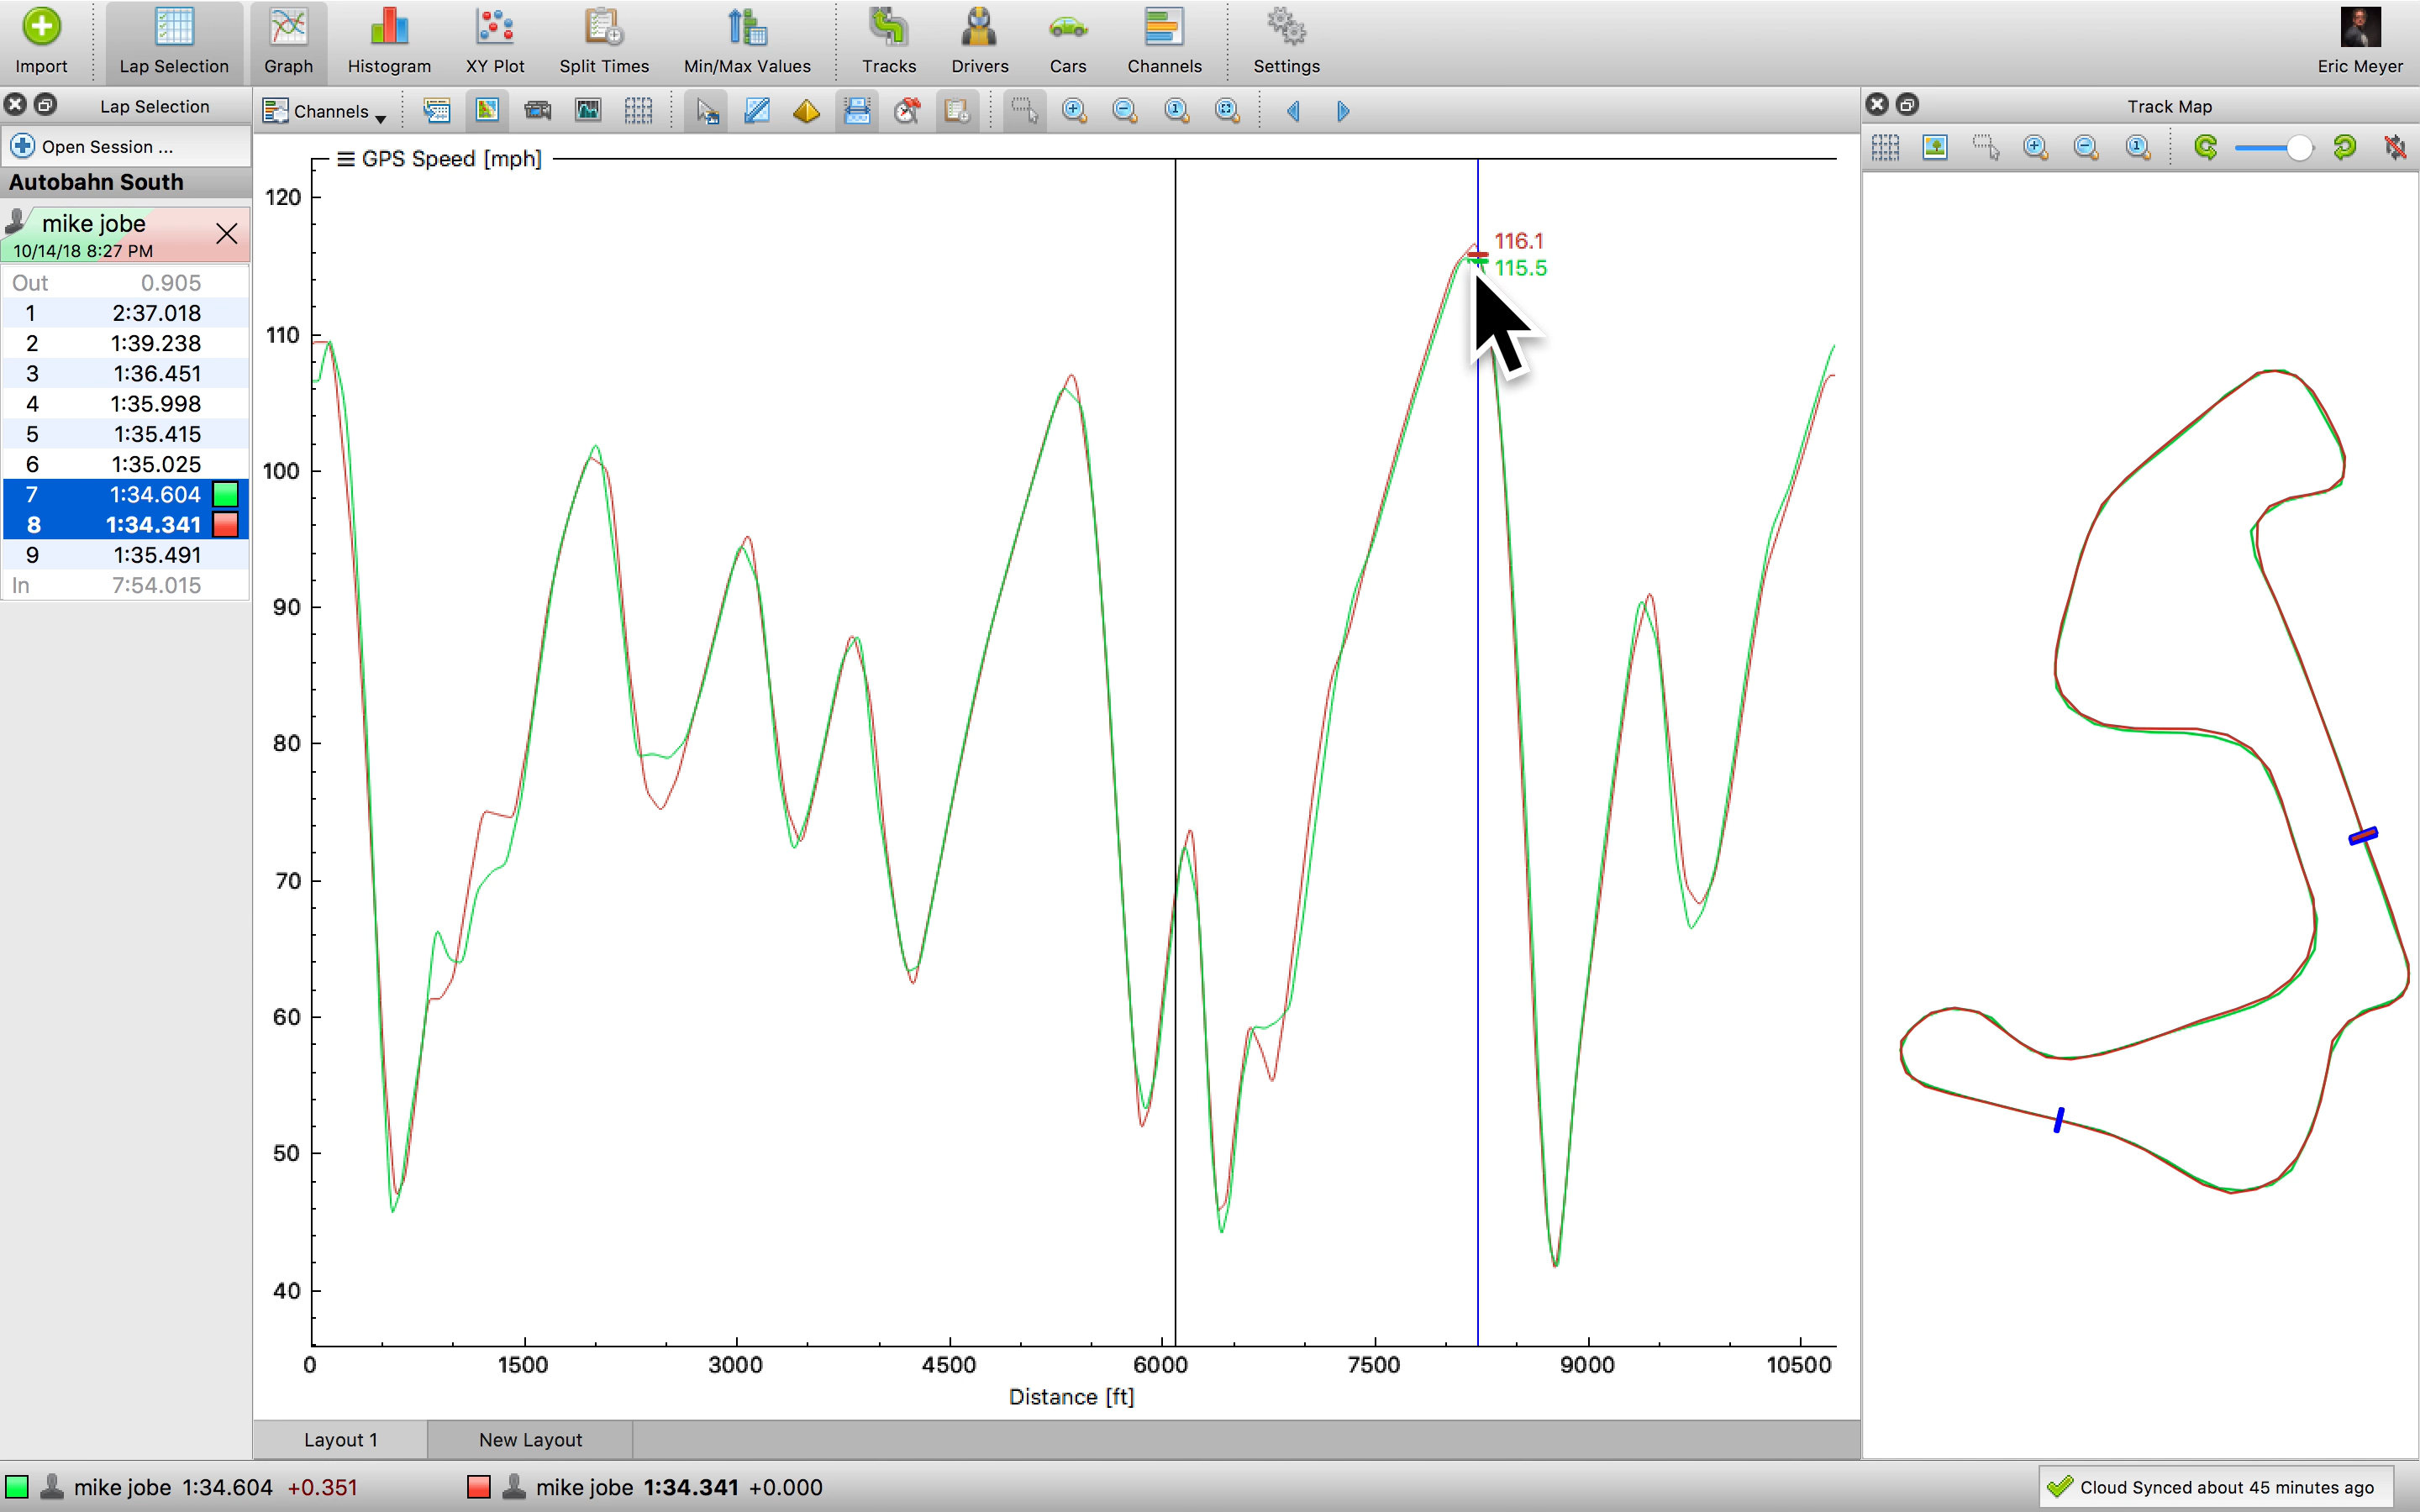 Import
Lap Selection
Graph
Histogram
XY Plot
Split Times
Min/Max Values
Tracks
Drivers
Cars
Channels
Settings
Eric Meyer
Lap Selection
Channels
Track Map
Open Session ...
Autobahn South
mike jobe
10/14/18 8:27 PM
Out 0.905
1 2:37.018
2 1:39.238
3 1:36.451
4 1:35.998
5 1:35.415
6 1:35.025
7 1:34.604
8 1:34.341
9 1:35.491
In 7:54.015
GPS Speed [mph]
120
110
100
90
80
70
60
50
40
116.1
115.5
0 1500 3000 4500 6000 7500 9000 10500
Distance [ft]
Layout 1
New Layout
mike jobe 1:34.604 +0.351
mike jobe 1:34.341 +0.000
Cloud Synced about 45 minutes ago